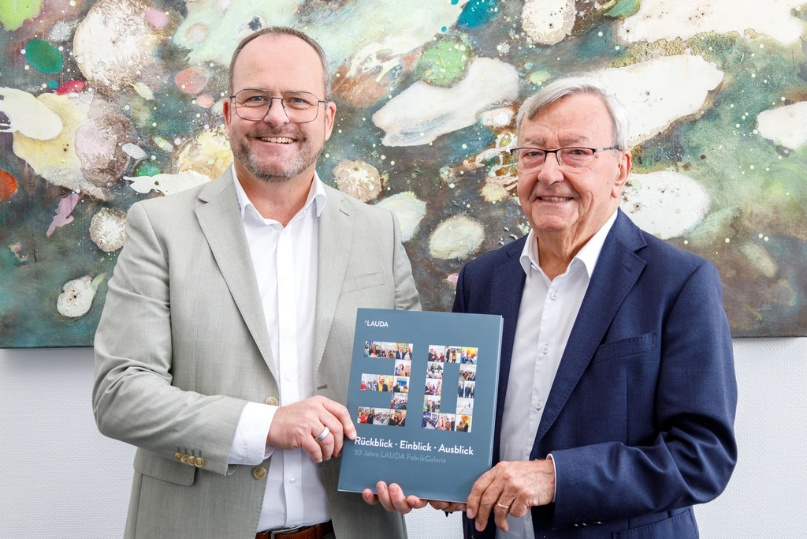 °LAUDA
30
Rückblick · Einblick · Ausblick
30 Jahre LAUDA FabrikGalerie